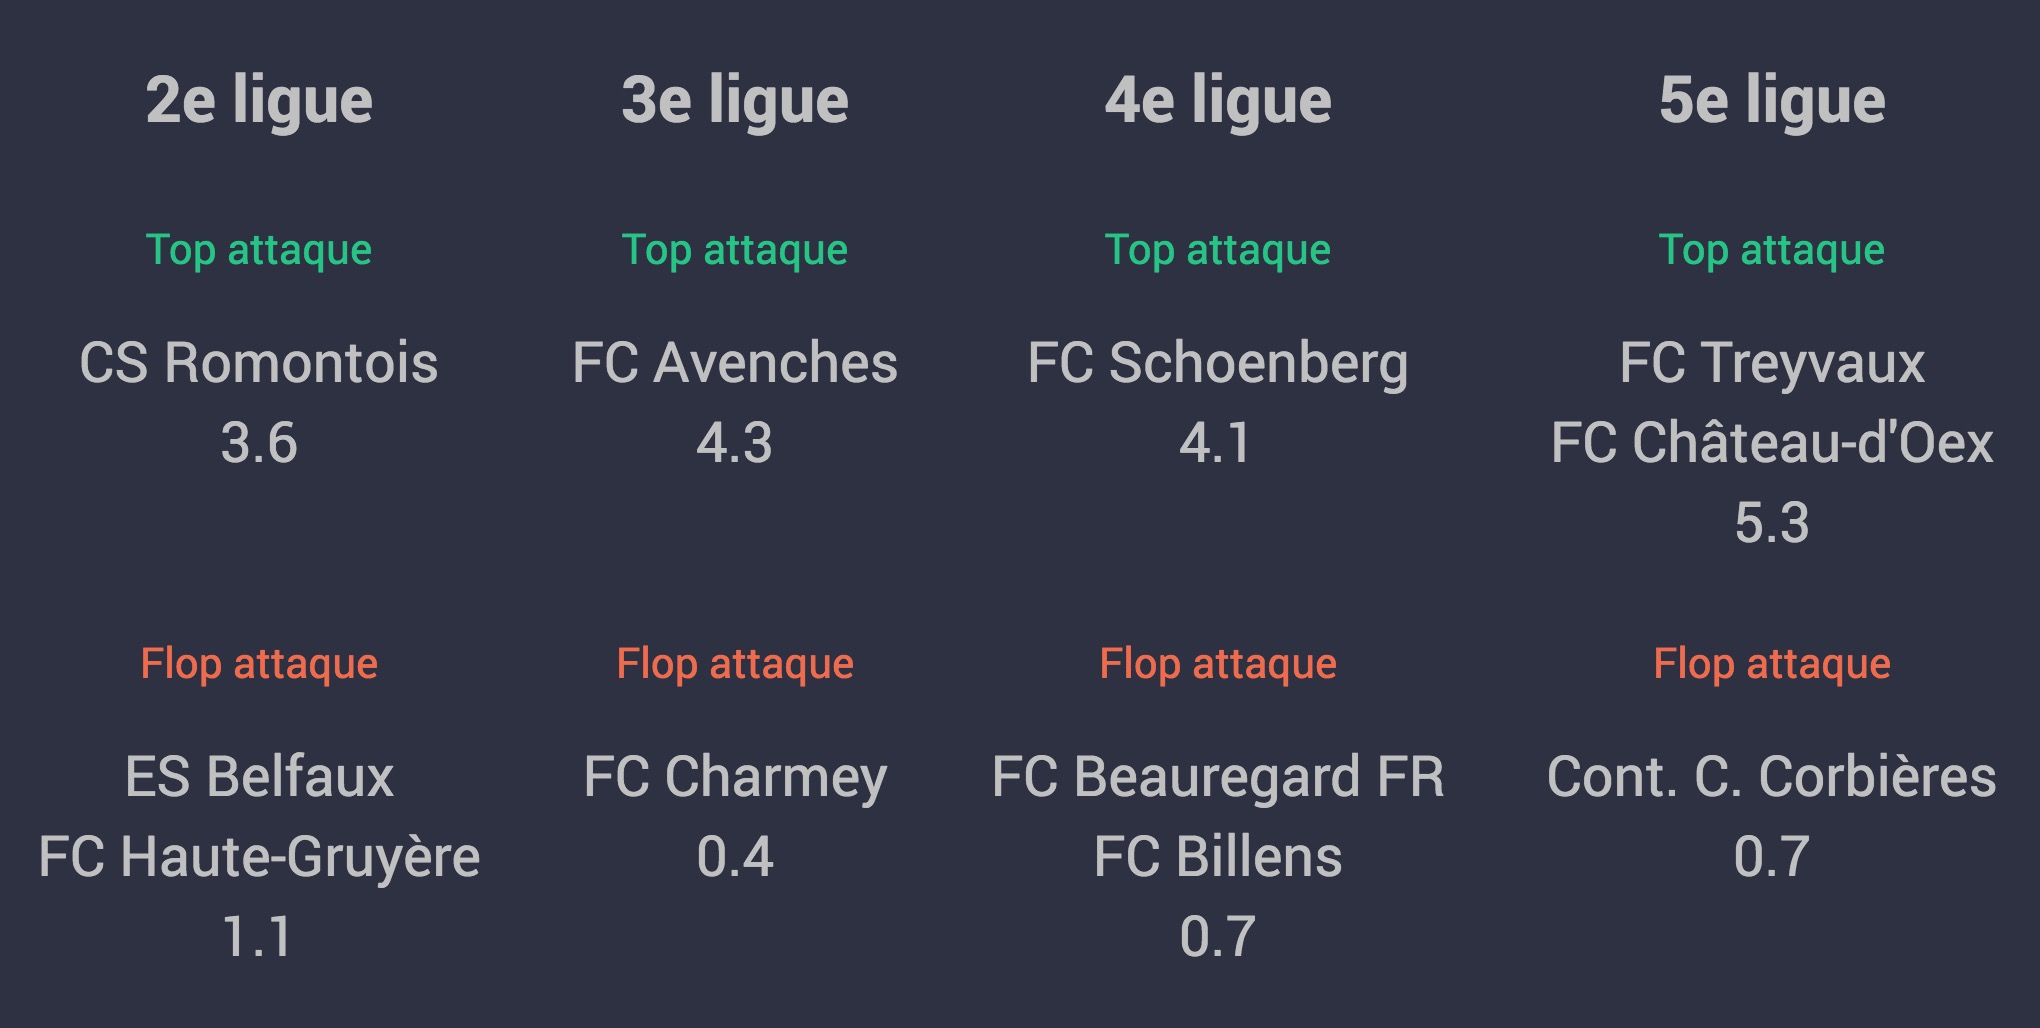 2e ligue
Top attaque
CS Romontois
3.6
Flop attaque
ES Belfaux
FC Haute-Gruyère
1.1
3e ligue
Top attaque
FC Avenches
4.3
Flop attaque
FC Charmey
0.4
4e ligue
Top attaque
FC Schoenberg
4.1
Flop attaque
FC Beauregard FR
FC Billens
0.7
5e ligue
Top attaque
FC Treyvaux
FC Château-d'Oex
5.3
Flop attaque
Cont. C. Corbières
0.7